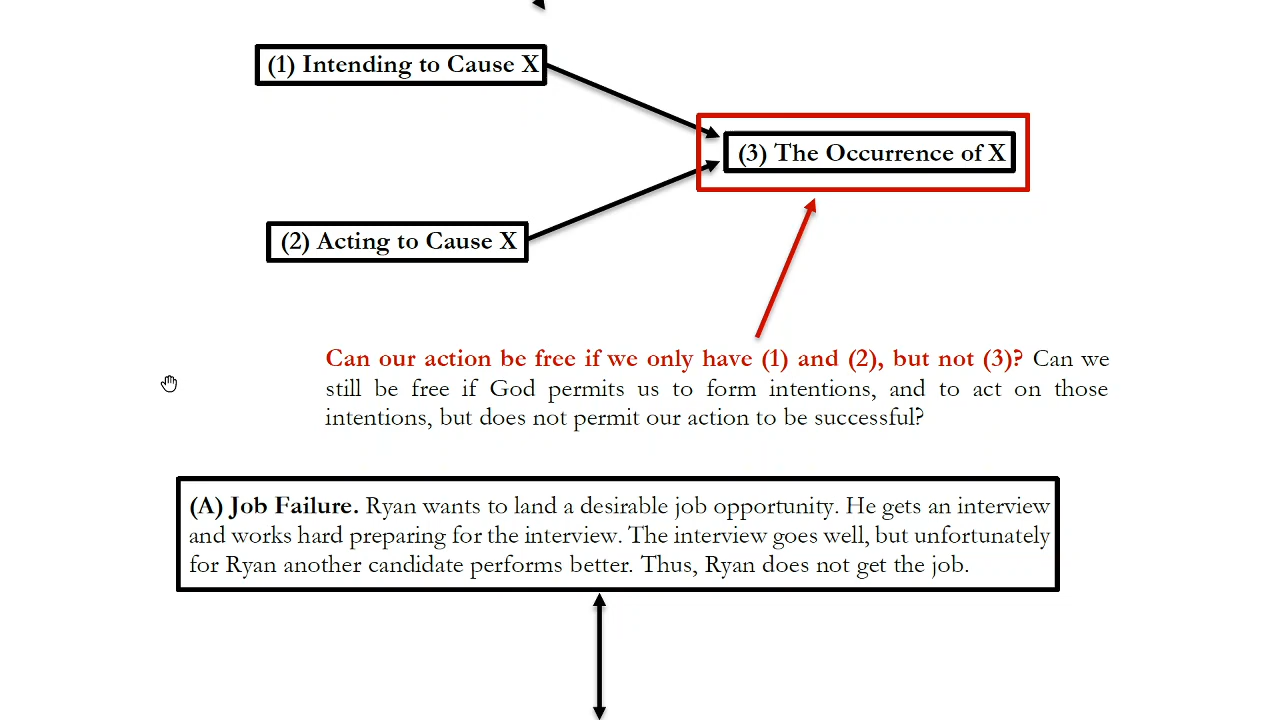 (1) Intending to Cause X
(3) The Occurrence of X
(2) Acting to Cause X
Can our action be free if we only have (1) and (2), but not (3)? Can we
still be free if God permits us to form intentions, and to act on those
intentions, but does not permit our action to be successful?
(A) Job Failure. Ryan wants to land a desirable job opportunity. He gets an interview
and works hard preparing for the interview. The interview goes well, but unfortunately
for Ryan another candidate performs better. Thus, Ryan does not get the job.